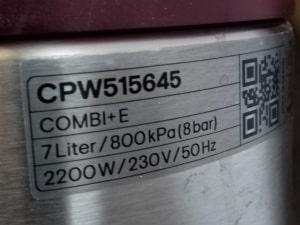 CPW515645
COMBI+E
7 Liter/800kPa(8bar)
2200W/230V/50Hz